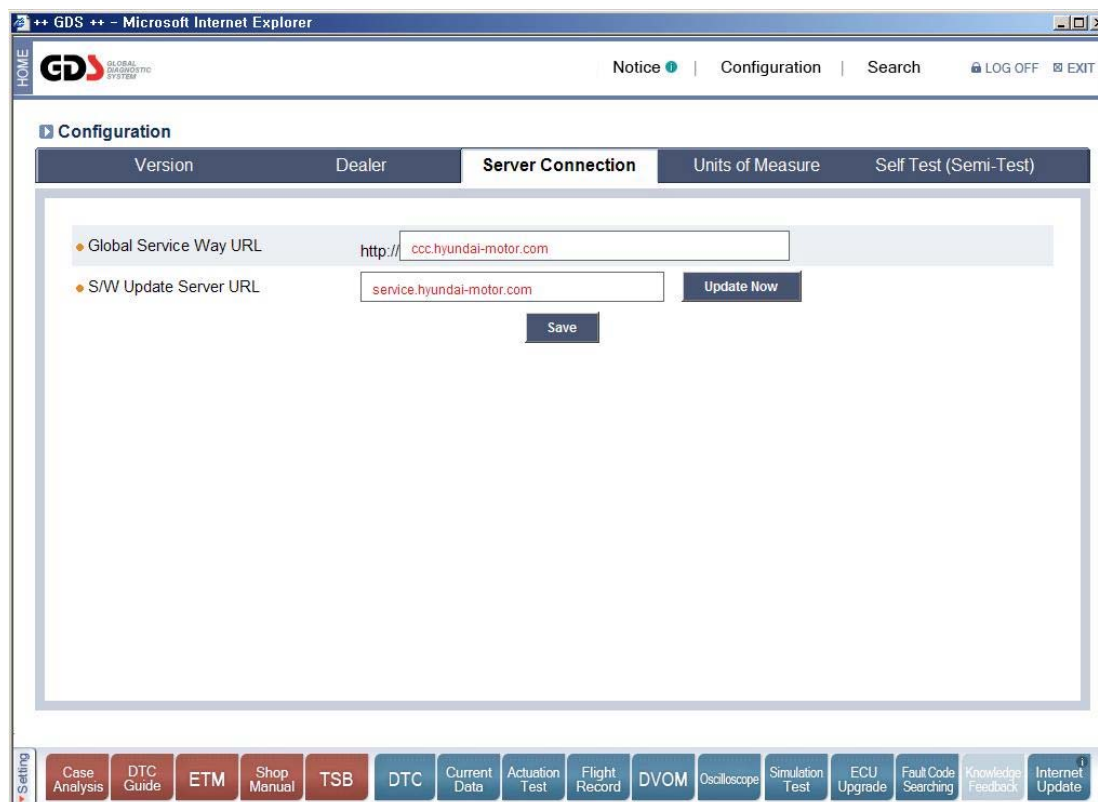 ++ GDS ++ - Microsoft Internet Explorer
HOME
GDS GLOBAL DIAGNOSTIC SYSTEM
Notice i | Configuration | Search LOG OFF EXIT
Configuration
Version Dealer Server Connection Units of Measure Self Test (Semi-Test)
Global Service Way URL http:// ccc.hyundai-motor.com
S/W Update Server URL service.hyundai-motor.com Update Now
Save
Setting
Case Analysis
DTC Guide
ETM
Shop Manual
TSB
DTC
Current Data
Actuation Test
Flight Record
DVOM
Oscilloscope
Simulation Test
ECU Upgrade
Fault Code Searching
Knowledge Feedback
Internet Update i